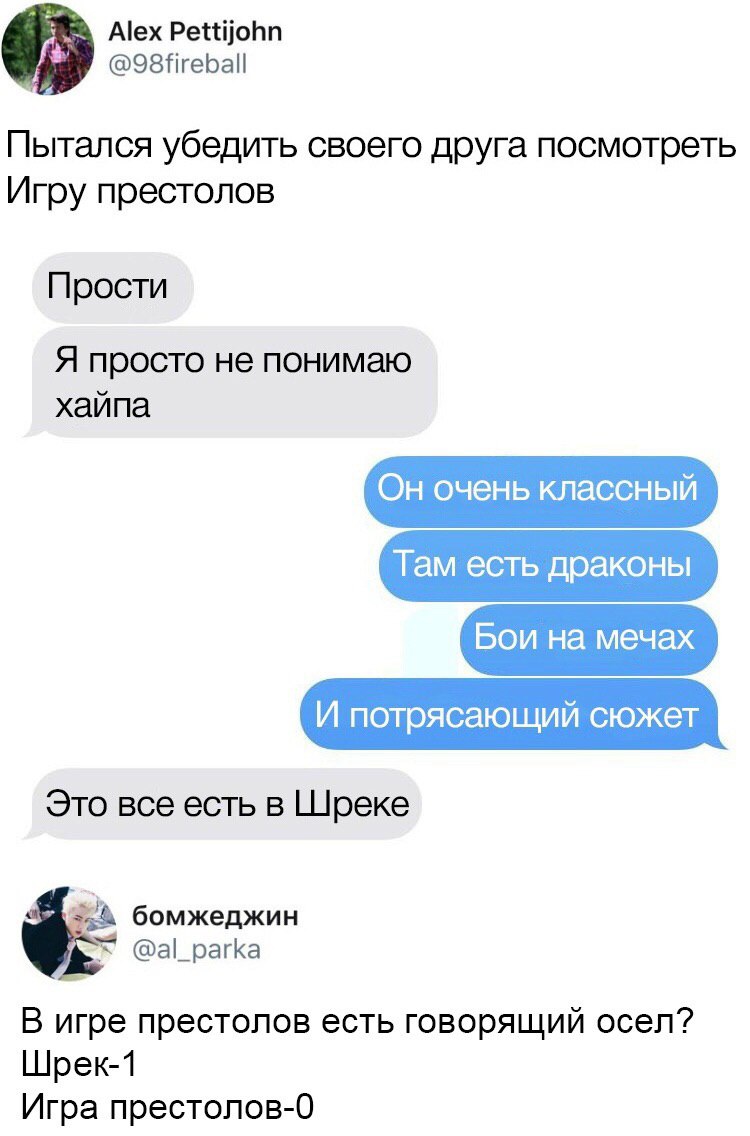 Alex Pettijohn
@98fireball
Пытался убедить своего друга посмотреть
Игру престолов
Прости
Я просто не понимаю
хайпа
Он очень классный
Там есть драконы
Бои на мечах
И потрясающий сюжет
Это все есть в Шреке
бомжеджин
@al_parka
В игре престолов есть говорящий осел?
Шрек-1
Игра престолов-0